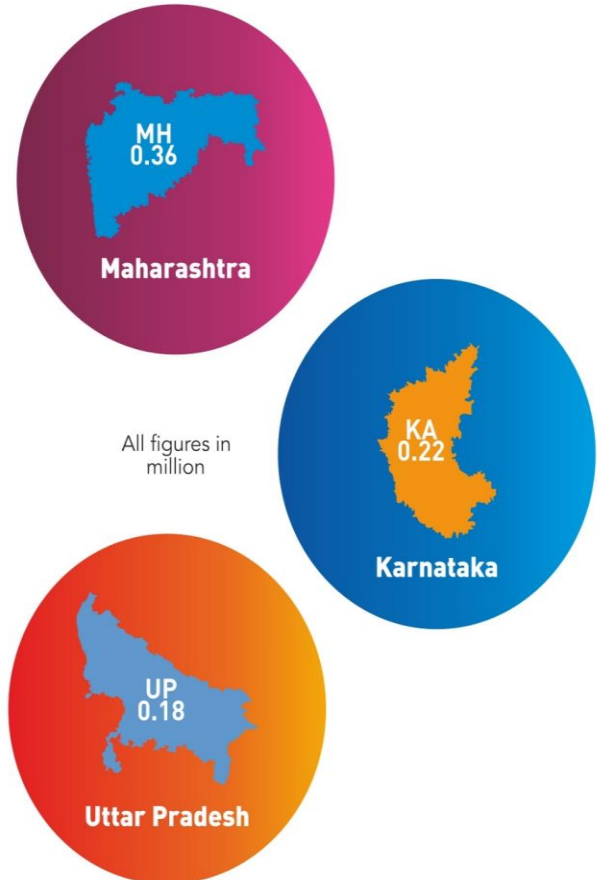 MH
0.36
Maharashtra
KA
0.22
Karnataka
All figures in
million
UP
0.18
Uttar Pradesh